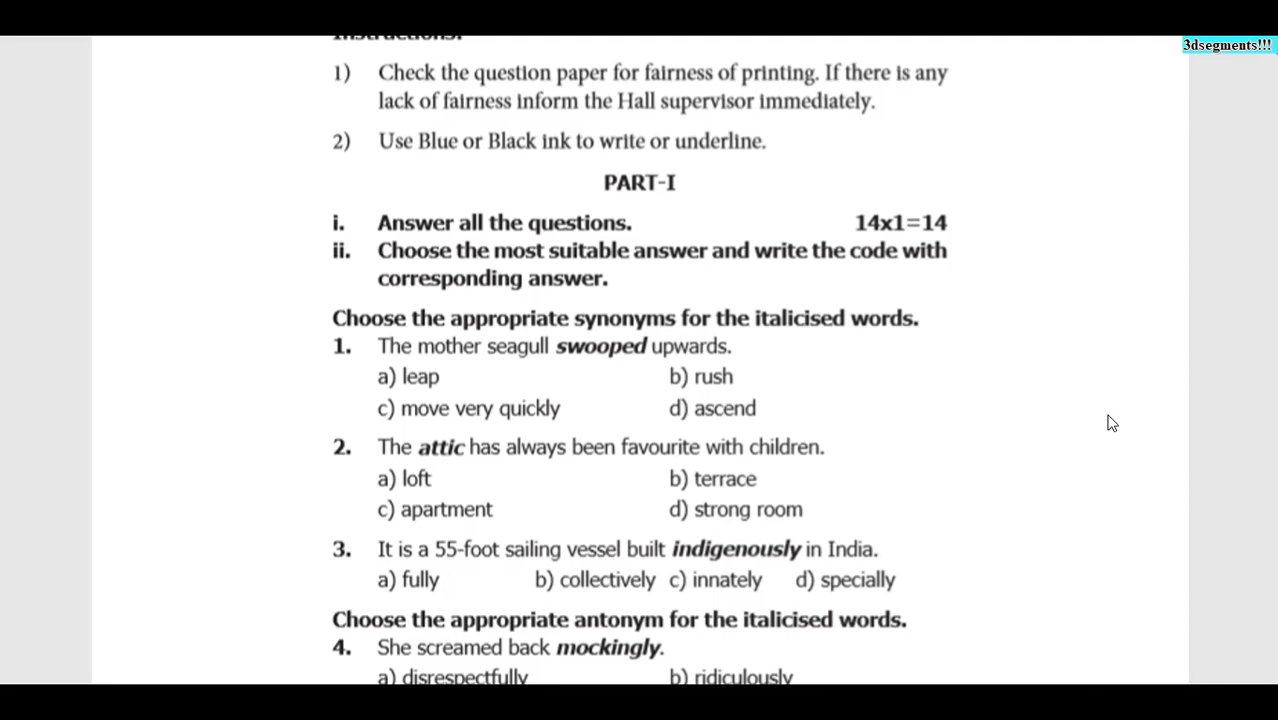 Instructions:
3dsegments!!!
1) Check the question paper for fairness of printing. If there is any
lack of fairness inform the Hall supervisor immediately.
2) Use Blue or Black ink to write or underline.
PART-I
i. Answer all the questions. 14x1=14
ii. Choose the most suitable answer and write the code with
corresponding answer.
Choose the appropriate synonyms for the italicised words.
1. The mother seagull swooped upwards.
a) leap b) rush
c) move very quickly d) ascend
2. The attic has always been favourite with children.
a) loft b) terrace
c) apartment d) strong room
3. It is a 55-foot sailing vessel built indigenously in India.
a) fully b) collectively c) innately d) specially
Choose the appropriate antonym for the italicised words.
4. She screamed back mockingly.
a) disrespectfully b) ridiculously